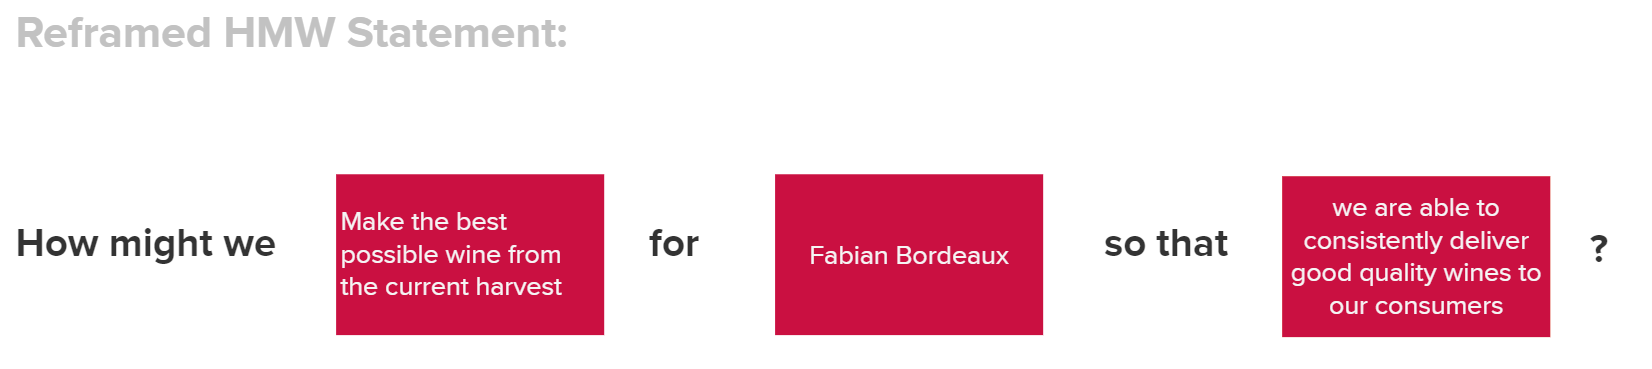 Reframed HMW Statement:
How might we
Make the best
possible wine from
the current harvest
for
Fabian Bordeaux
so that
we are able to
consistently deliver
good quality wines to
our consumers
?